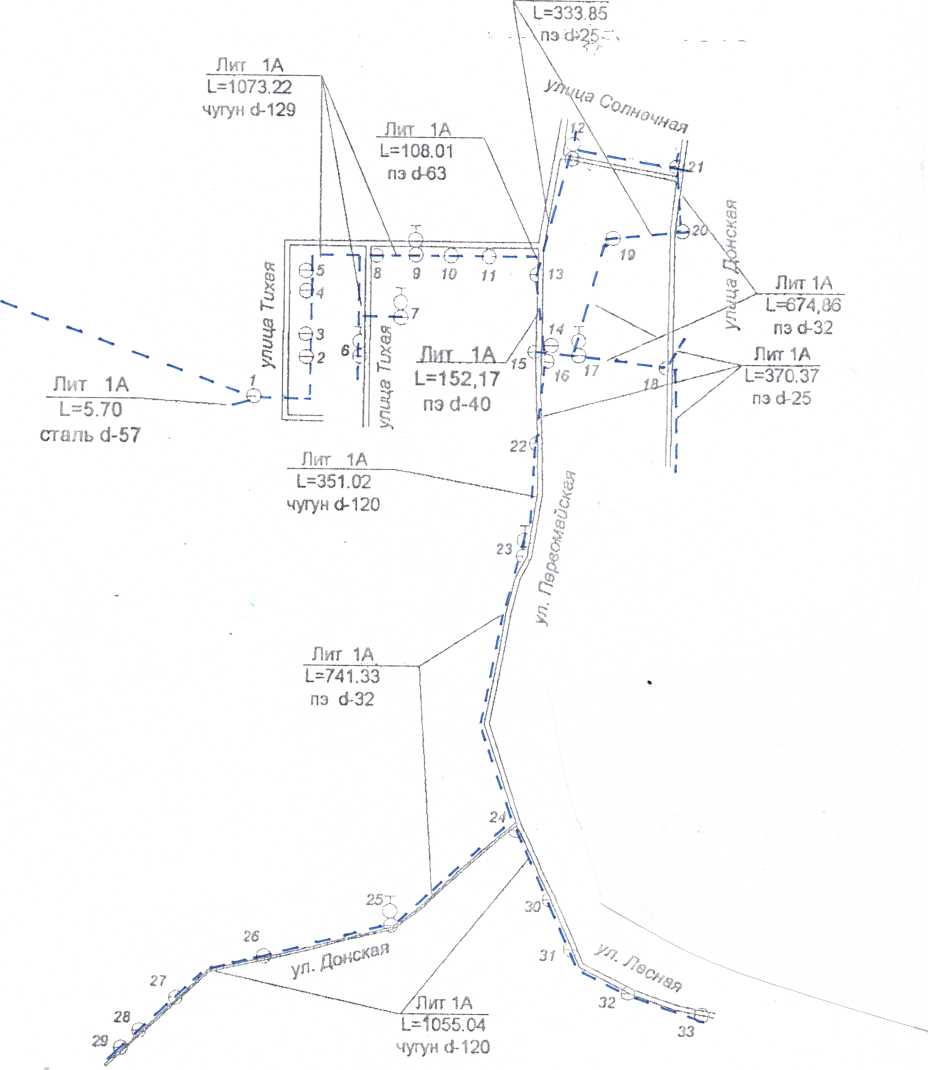 L=333.85
пэ d-25
Лит 1А
L=1073.22
чугун d-129
улица Солночная
Лит 1А
L=108.01
пэ d-63
12
21
20
19
улица Донская
5
4
3
2
1
улица Тихая
8
9
10
11
13
6
7
улица Тихая
14
15
16
17
18
Лит 1А
L=674,86
пэ d-32
Лит 1А
L=370.37
пэ d-25
Лит 1А
L=152,17
пэ d-40
Лит 1А
L=5.70
сталь d-57
22
Лит 1А
L=351.02
чугун d-120
23
ул. Первомайская
Лит 1А
L=741.33
пэ d-32
24
25
26
ул. Донская
27
28
29
30
31
ул. Лесная
32
33
Лит 1А
L=1055.04
чугун d-120